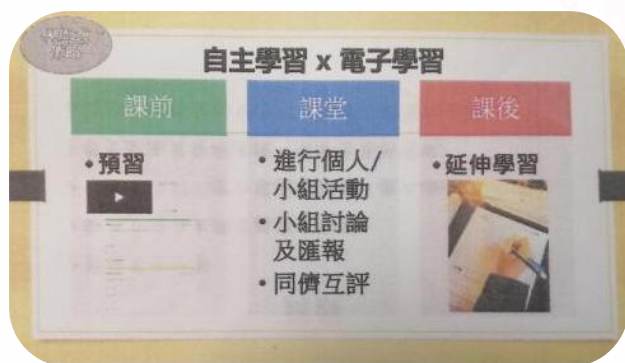 自主學習 x 電子學習
課前
課堂
課後
•預習
•進行個人/
小組活動
•小組討論
及匯報
•同儕互評
•延伸學習